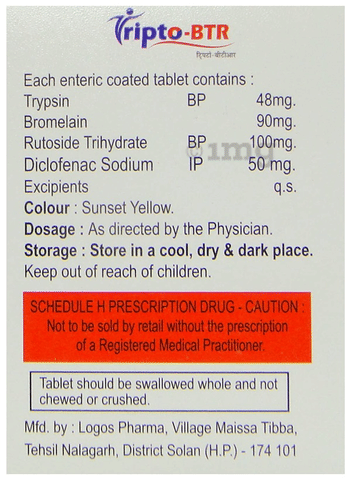 Tripto-BTR
ट्रिप्टो-बीटीआर
Each enteric coated tablet contains :
Trypsin BP 48mg.
Bromelain 90mg.
Rutoside Trihydrate BP 100mg.
Diclofenac Sodium IP 50 mg.
Excipients q.s.
Colour : Sunset Yellow.
Dosage : As directed by the Physician.
Storage : Store in a cool, dry & dark place.
Keep out of reach of children.
SCHEDULE H PRESCRIPTION DRUG - CAUTION :
Not to be sold by retail without the prescription
of a Registered Medical Practitioner.
Tablet should be swallowed whole and not
chewed or crushed.
Mfd. by : Logos Pharma, Village Maissa Tibba,
Tehsil Nalagarh, District Solan (H.P.) - 174 101
© 1mg